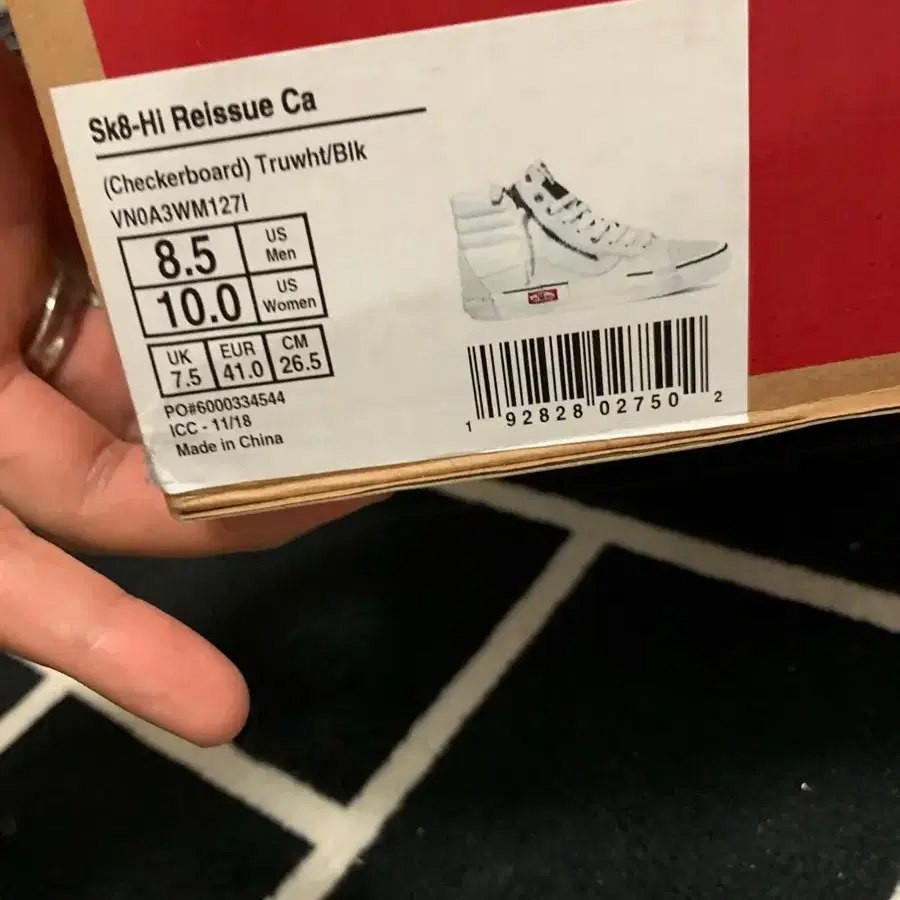 Sk8-Hi Reissue Ca
(Checkerboard) Truwht/Blk
VN0A3WM127I
8.5 US Men
10.0 US Women
UK 7.5 EUR 41.0 CM 26.5
PO#6000334544
ICC - 11/18
Made in China
1 92828 02750 2